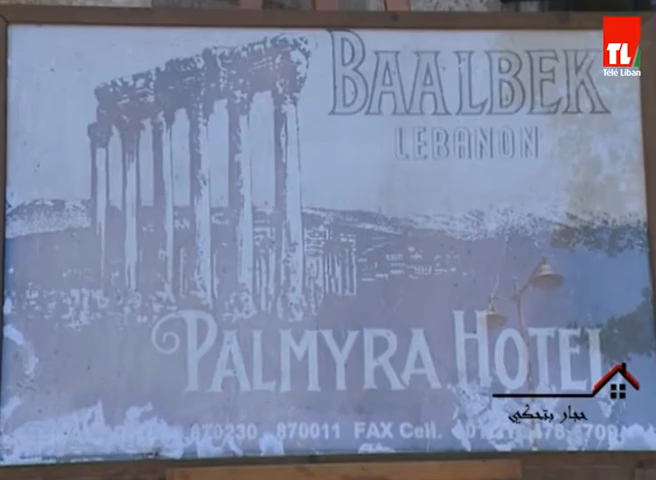 TL
Télé Liban
BAALBEK
LEBANON
PALMYRA HOTEL
حجار بتحكي
870011 FAX Cell.